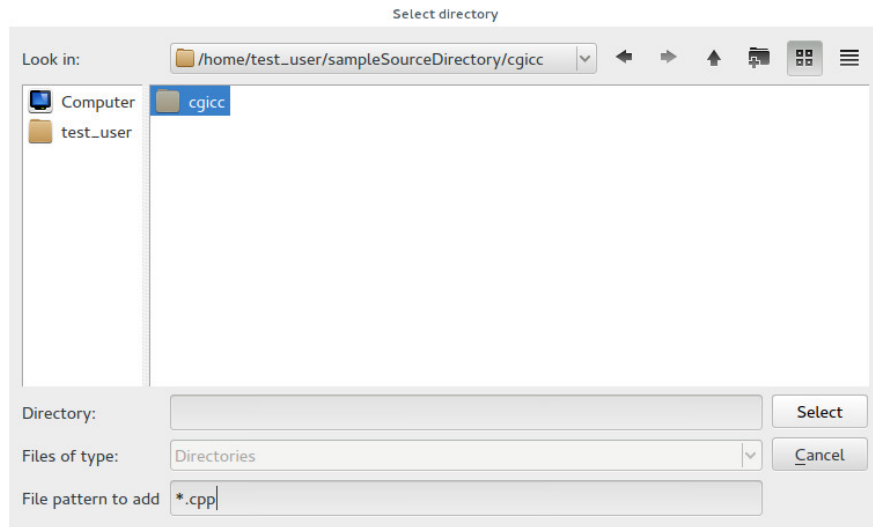 Select directory
Look in: /home/test_user/sampleSourceDirectory/cgicc
Computer
test_user
cgicc
Directory: Select
Files of type: Directories Cancel
File pattern to add *.cpp